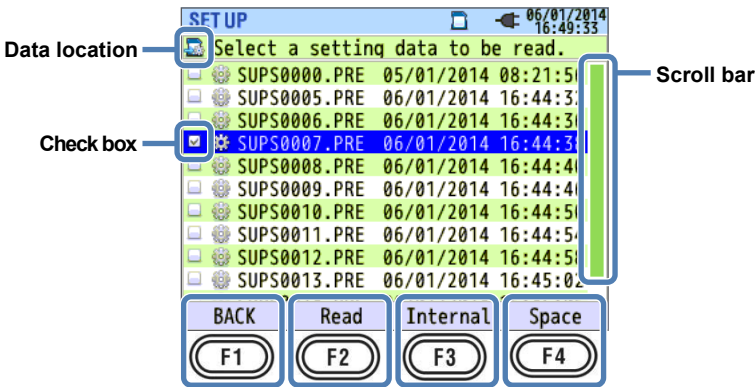 SET UP
06/01/2014
16:49:33
Data location
Select a setting data to be read.
Scroll bar
SUPS0000.PRE 05/01/2014 08:21:5
SUPS0005.PRE 06/01/2014 16:44:3
SUPS0006.PRE 06/01/2014 16:44:3
Check box
SUPS0007.PRE 06/01/2014 16:44:38
SUPS0008.PRE 06/01/2014 16:44:4
SUPS0009.PRE 06/01/2014 16:44:4
SUPS0010.PRE 06/01/2014 16:44:5
SUPS0011.PRE 06/01/2014 16:44:54
SUPS0012.PRE 06/01/2014 16:44:58
SUPS0013.PRE 06/01/2014 16:45:02
BACK Read Internal Space
F1 F2 F3 F4